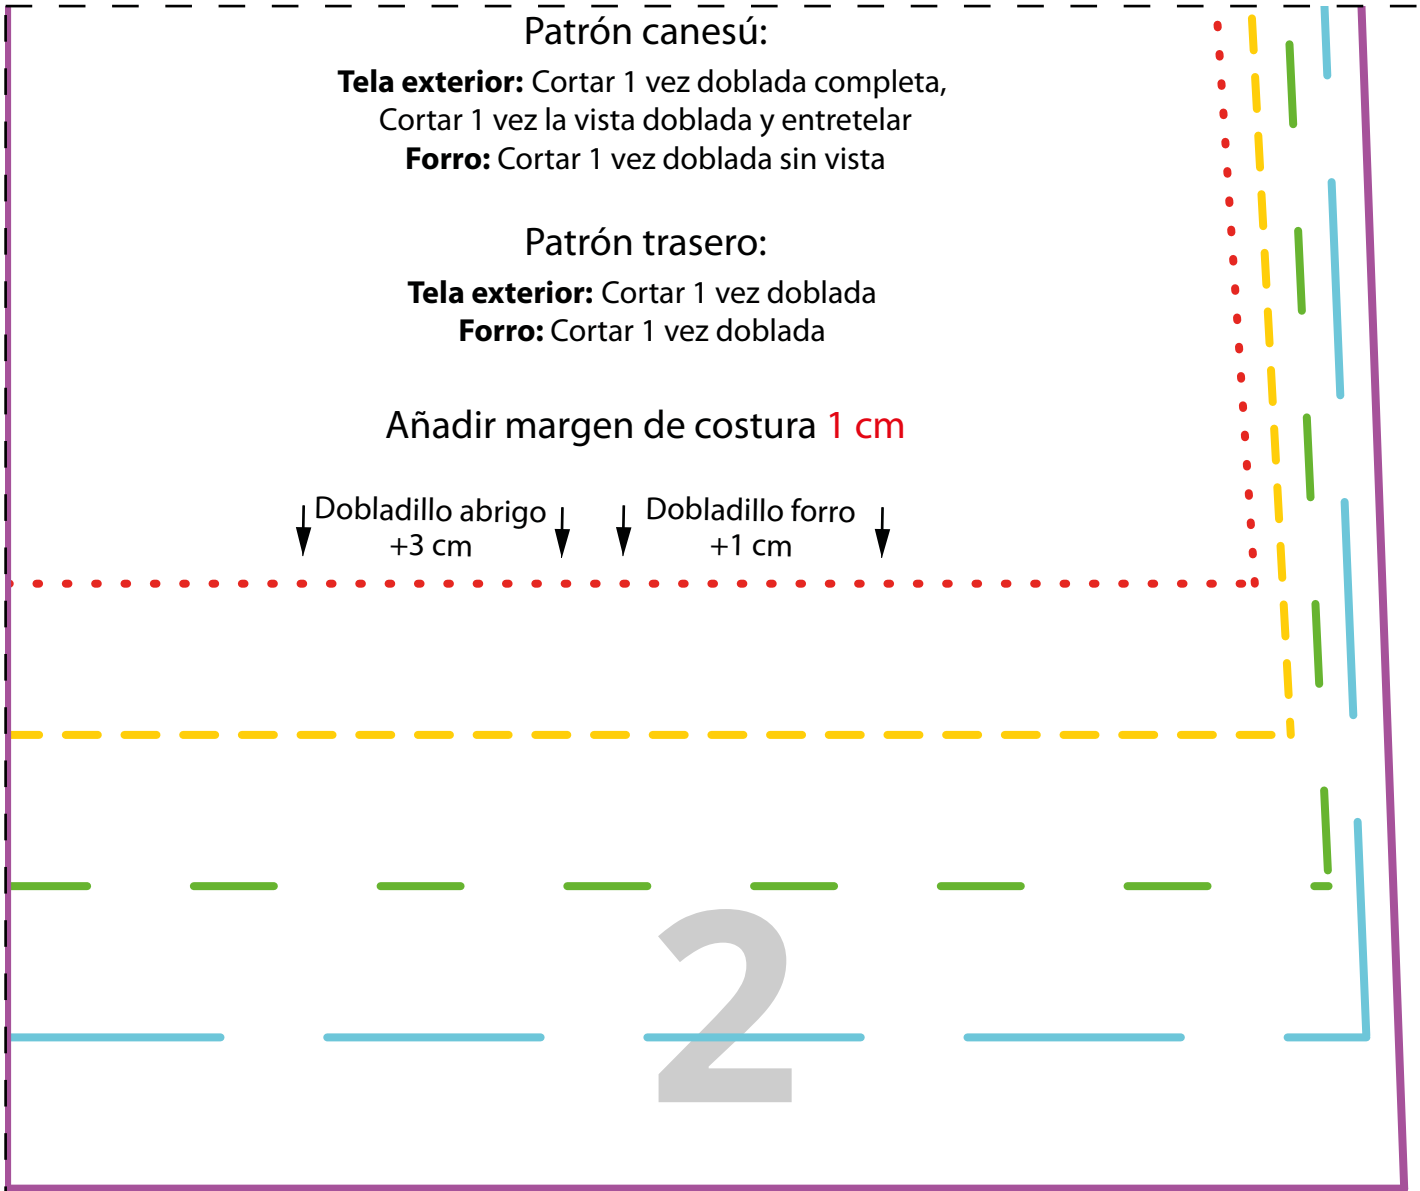 Patrón canesú:
Tela exterior: Cortar 1 vez doblada completa,
Cortar 1 vez la vista doblada y entretelar
Forro: Cortar 1 vez doblada sin vista
Patrón trasero:
Tela exterior: Cortar 1 vez doblada
Forro: Cortar 1 vez doblada
Añadir margen de costura 1 cm
Dobladillo abrigo
+3 cm
Dobladillo forro
+1 cm
2